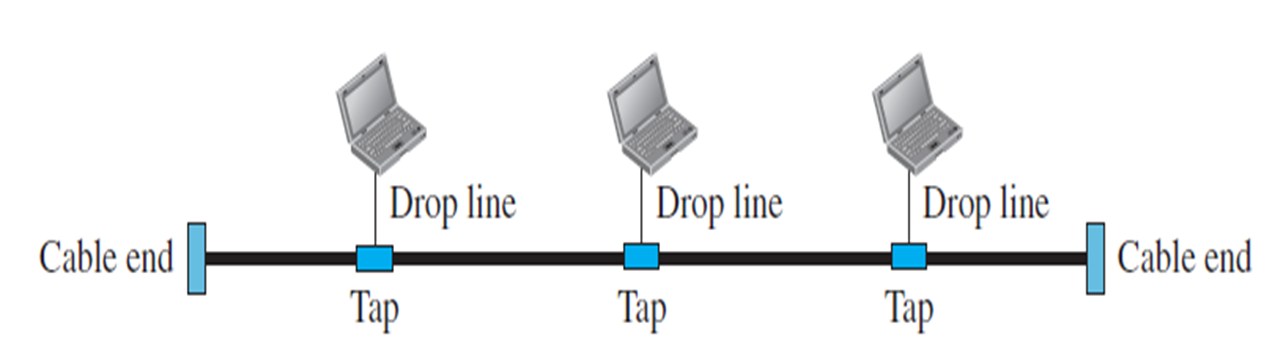 Drop line Drop line Drop line
Cable end Cable end
Tap Tap Tap